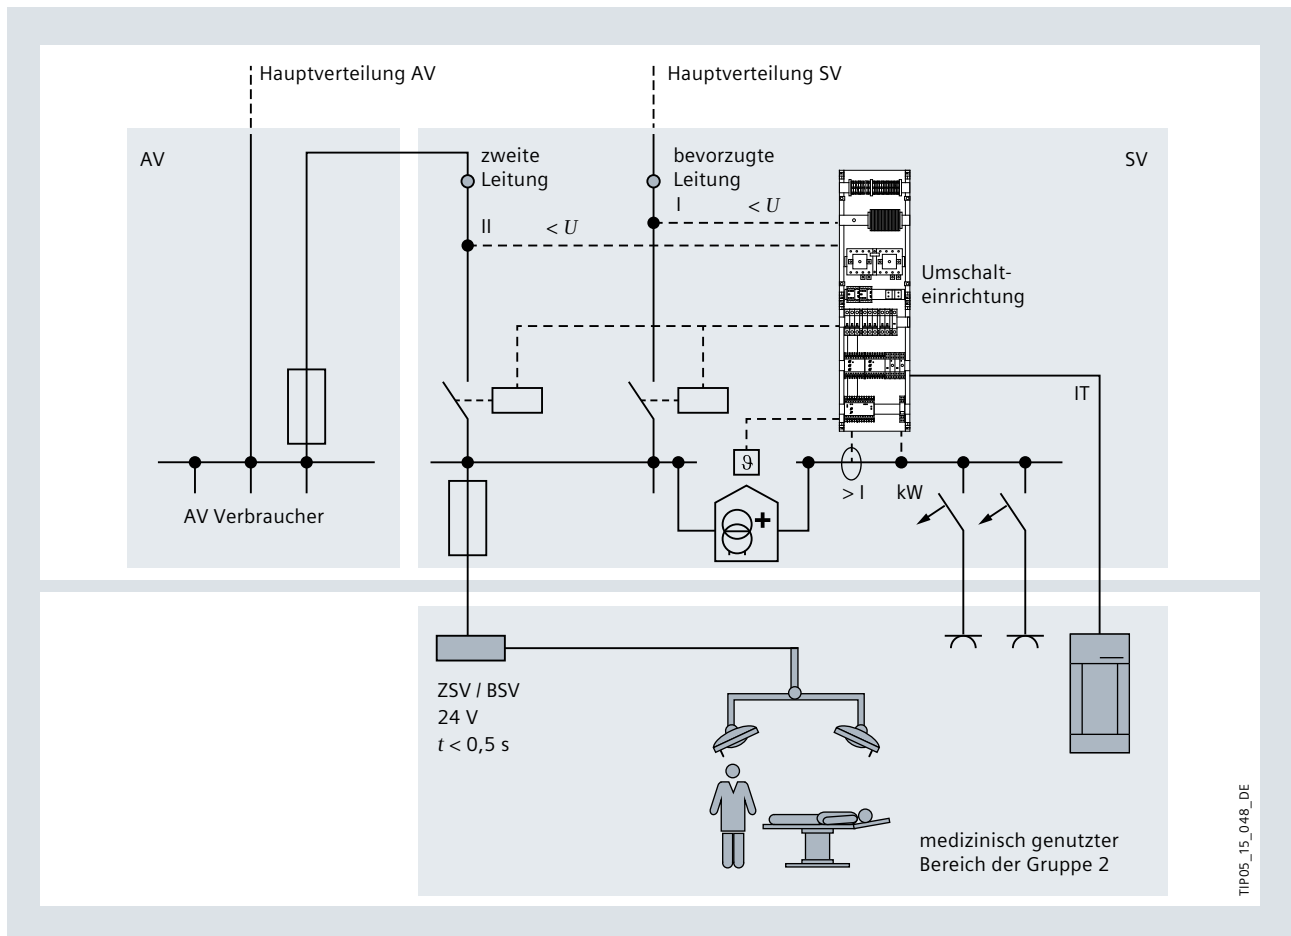 Hauptverteilung AV
Hauptverteilung SV
AV
zweite
Leitung
bevorzugte
Leitung
SV
I
< U
II
< U
Umschalt-
einrichtung
IT
ϑ
> I
kW
AV Verbraucher
+
ZSV / BSV
24 V
t < 0,5 s
medizinisch genutzter
Bereich der Gruppe 2
TIP05_15_048_DE